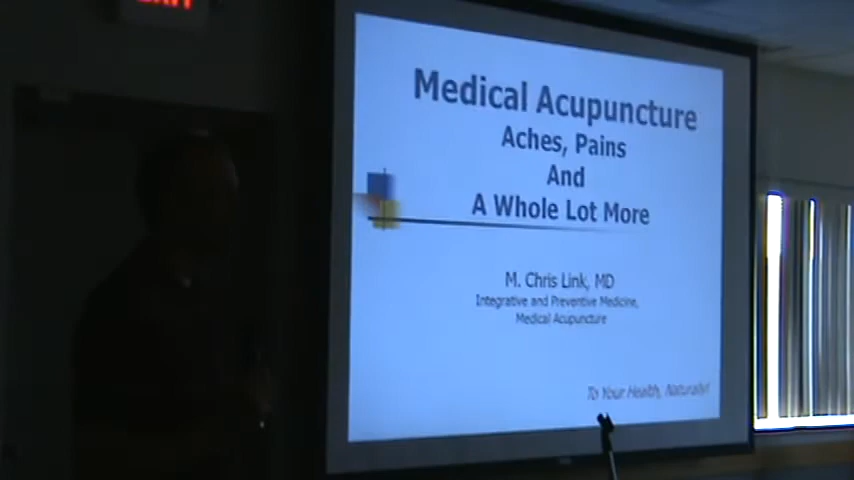 EXIT
Medical Acupuncture
Aches, Pains
And
A Whole Lot More
M. Chris Link, MD
Integrative and Preventive Medicine,
Medical Acupuncture
To Your Health, Naturally!